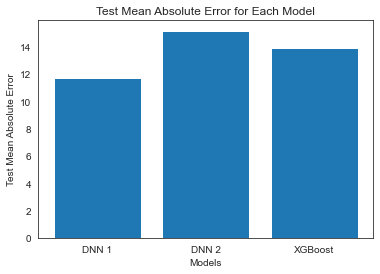 Test Mean Absolute Error for Each Model
Test Mean Absolute Error
14
12
10
8
6
4
2
0
DNN 1 DNN 2 XGBoost
Models